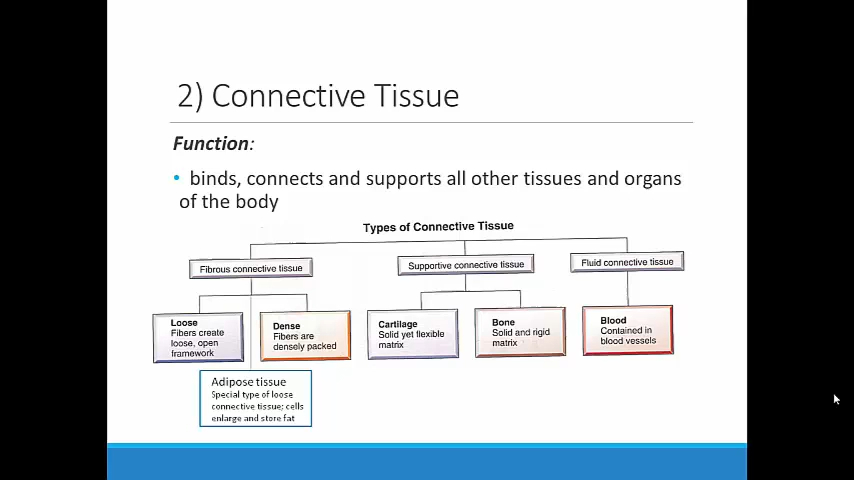 2) Connective Tissue
Function:
• binds, connects and supports all other tissues and organs
of the body
Types of Connective Tissue
Fibrous connective tissue
Supportive connective tissue
Fluid connective tissue
Loose
Fibers create
loose, open
framework
Dense
Fibers are
densely packed
Cartilage
Solid yet flexible
matrix
Bone
Solid and rigid
matrix
Blood
Contained in
blood vessels
Adipose tissue
Special type of loose
connective tissue; cells
enlarge and store fat